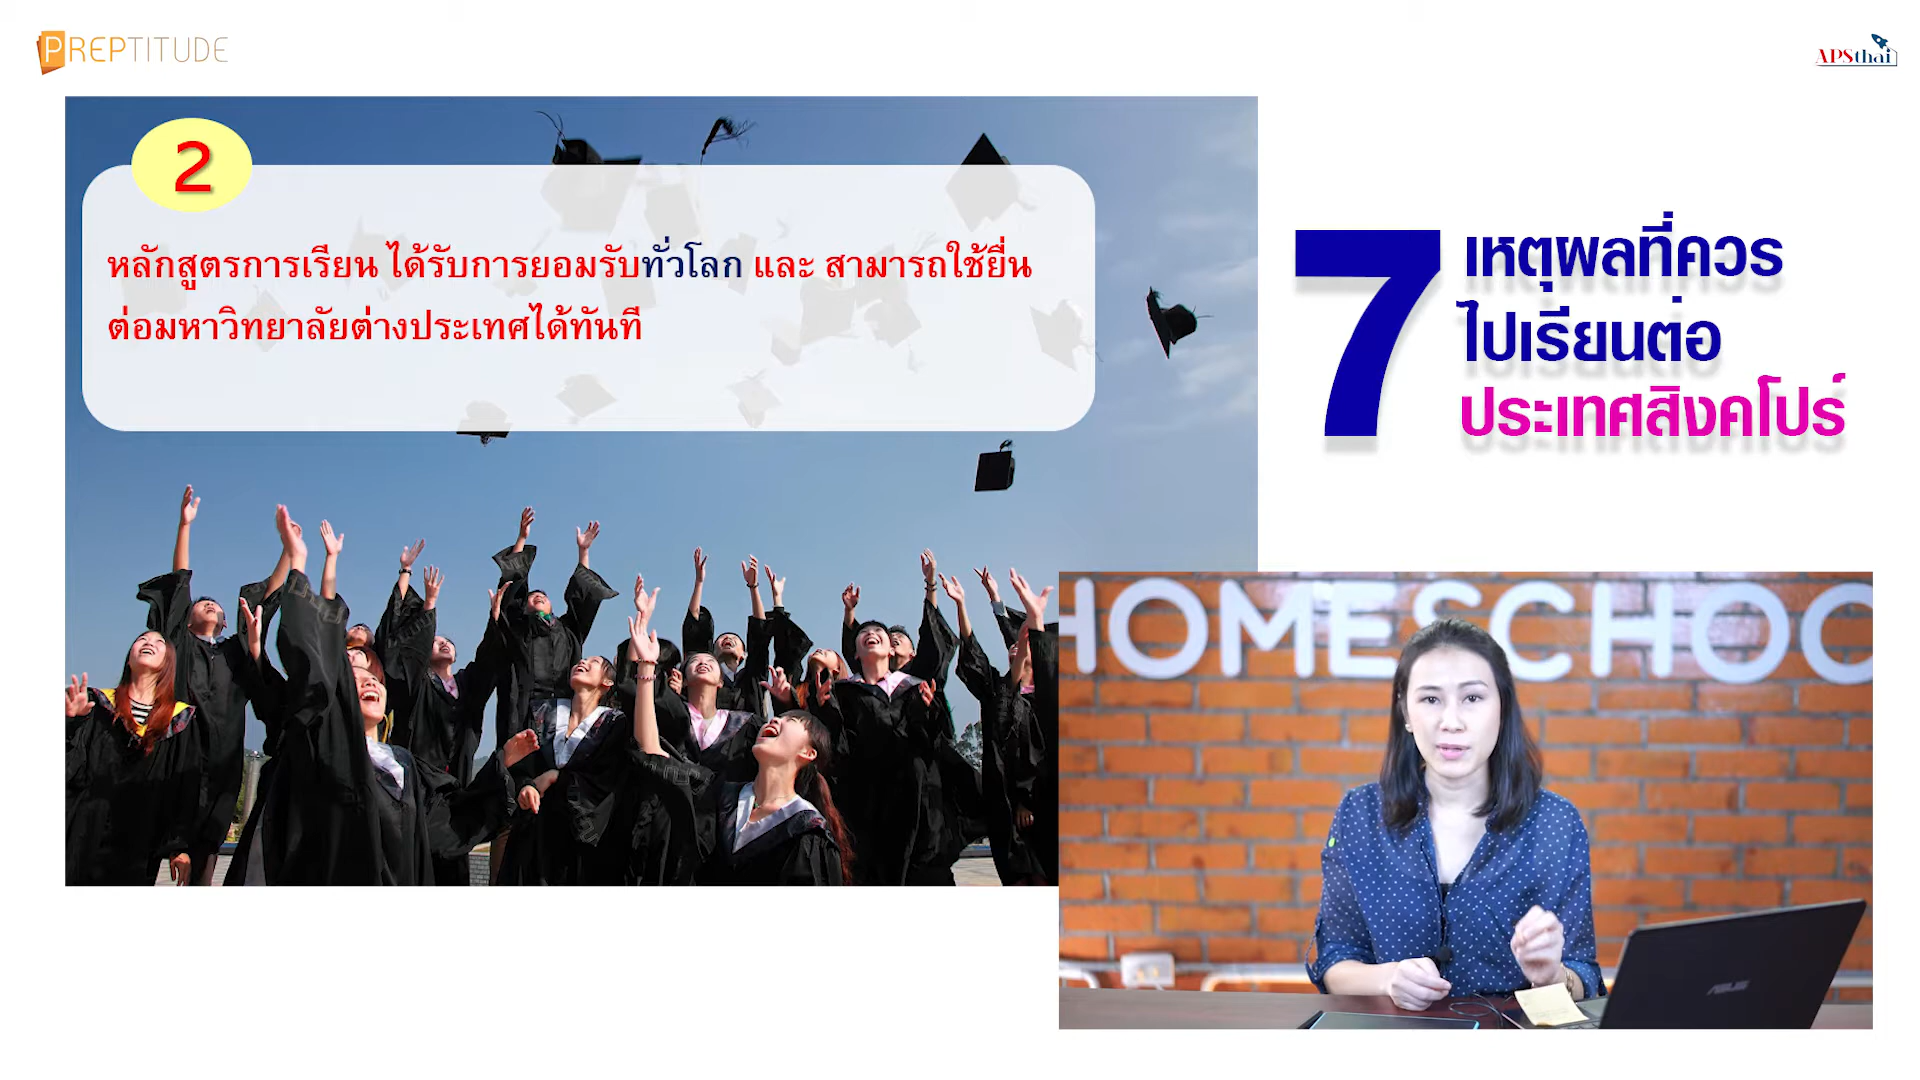 PREPTITUDE
APSthai
2
หลักสูตรการเรียน ได้รับการยอมรับทั่วโลก และ สามารถใช้ยื่น
ต่อมหาวิทยาลัยต่างประเทศได้ทันที
7
เหตุผลที่ควร
ไปเรียนต่อ
ประเทศสิงคโปร์
HOMESCHOO
ASUS